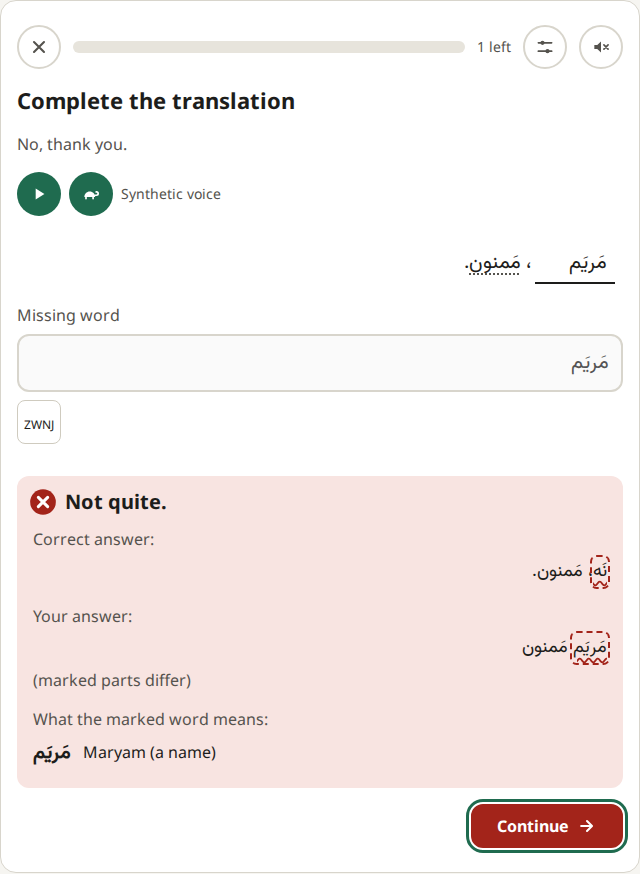 1 left
Complete the translation
No, thank you.
Synthetic voice
مَریَم ، مَمنون.
Missing word
مَریَم
ZWNJ
Not quite.
Correct answer:
نَه، مَمنون.
Your answer:
مَریَم مَمنون
(marked parts differ)
What the marked word means:
مَریَم Maryam (a name)
Continue